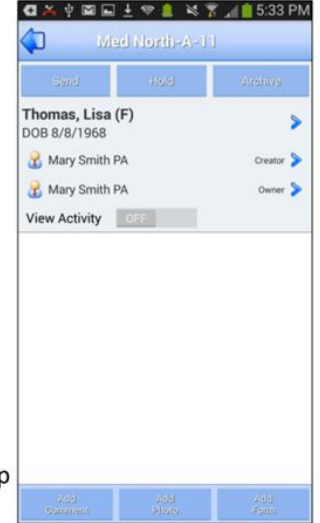 5:33 PM
Med North-A-11
Send Hold Archive
Thomas, Lisa (F)
DOB 8/8/1968
Mary Smith PA Creator
Mary Smith PA Owner
View Activity OFF
p
Add Comment Add Photo Add Form